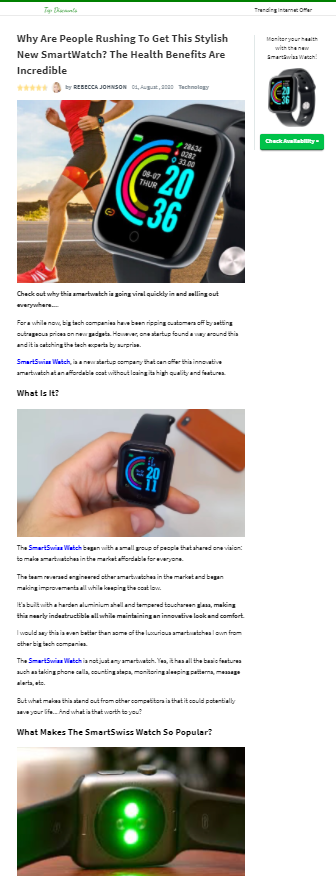 Top Discounts
Trending Internet Offer
Why Are People Rushing To Get This Stylish
New SmartWatch? The Health Benefits Are
Incredible
by REBECCA JOHNSON 01, August, 2020 Technology
Monitor your health
with the new
SmartSwiss Watch!
Check Availability »
28634
0282
33.00
08-07
THUR
20
36
Check out why this smartwatch is going viral quickly in and selling out
everywhere....
For a while now, big tech companies have been ripping customers off by setting
outrageous prices on new gadgets. However, one startup found a way around this
and it is catching the tech experts by surprise.
SmartSwiss Watch, is a new startup company that can offer this innovative
smartwatch at an affordable cost without losing its high quality and features.
What Is It?
20
11
The SmartSwiss Watch began with a small group of people that shared one vision:
to make smartwatches in the market affordable for everyone.
The team reversed engineered other smartwatches in the market and began
making improvements all while keeping the cost low.
It's built with a harden aluminium shell and tempered touchscreen glass, making
this nearly indestructible all while maintaining an innovative look and comfort.
I would say this is even better than some of the luxurious smartwatches I own from
other big tech companies.
The SmartSwiss Watch is not just any smartwatch. Yes, it has all the basic features
such as taking phone calls, counting steps, monitoring sleeping patterns, message
alerts, etc.
But what makes this stand out from other competitors is that it could potentially
save your life... And what is that worth to you?
What Makes The SmartSwiss Watch So Popular?